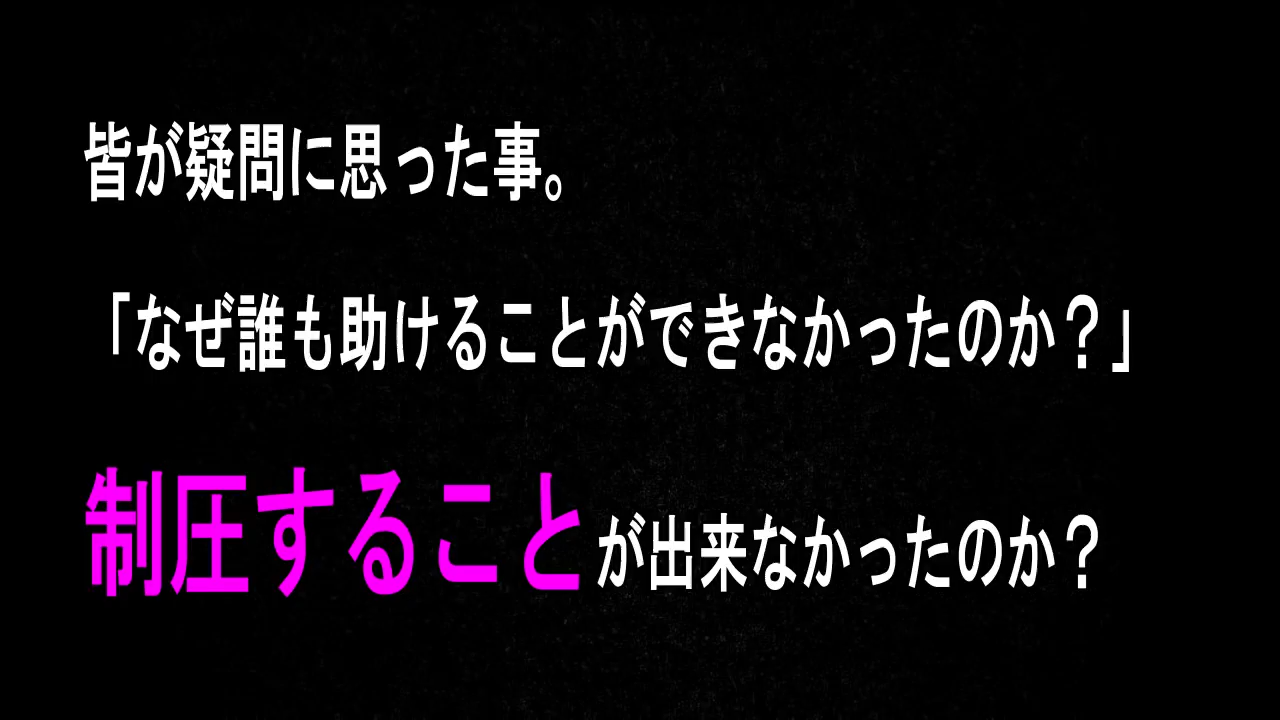 皆が疑問に思った事。
「なぜ誰も助けることができなかったのか？」
制圧することが出来なかったのか？